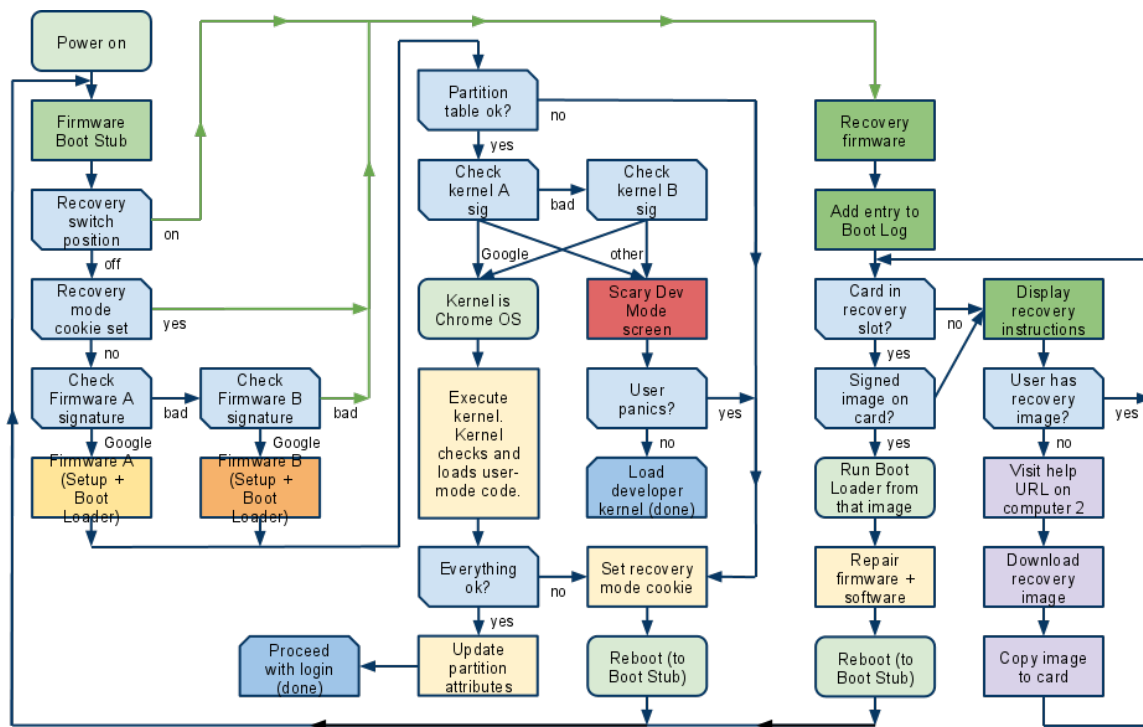 Power on
Firmware
Boot Stub
Recovery
switch
position
on
off
Recovery
mode
cookie set
yes
no
Check
Firmware A
signature
bad
Check
Firmware B
signature
bad
Google
Google
Firmware A
(Setup +
Boot
Loader)
Firmware B
(Setup +
Boot
Loader)
Partition
table ok?
no
yes
Check
kernel A
sig
bad
Check
kernel B
sig
Google
other
Kernel is
Chrome OS
Scary Dev
Mode
screen
Execute
kernel.
Kernel
checks and
loads user-
mode code.
User
panics?
yes
no
Load
developer
kernel (done)
Everything
ok?
no
yes
Set recovery
mode cookie
Proceed
with login
(done)
Update
partition
attributes
Reboot (to
Boot Stub)
Recovery
firmware
Add entry to
Boot Log
Card in
recovery
slot?
no
yes
Display
recovery
instructions
Signed
image on
card?
yes
User has
recovery
image?
yes
no
Run Boot
Loader from
that image
Visit help
URL on
computer 2
Repair
firmware +
software
Download
recovery
image
Reboot (to
Boot Stub)
Copy image
to card